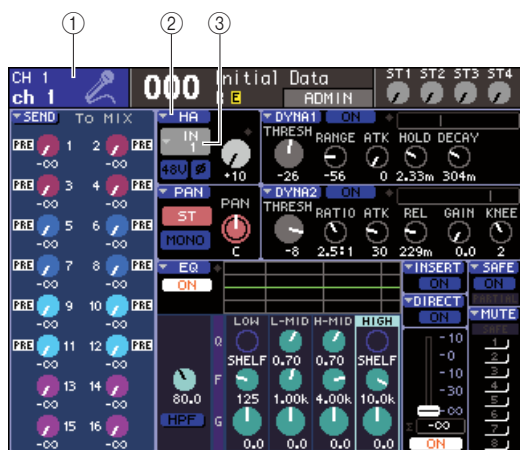 ① ② ③
CH 1
ch 1
000 Initial Data
E
ADMIN
ST1 ST2 ST3 ST4
SEND To MIX
PRE 1 2 PRE
-∞ -∞
PRE 3 4 PRE
-∞ -∞
PRE 5 6 PRE
-∞ -∞
PRE 7 8 PRE
-∞ -∞
PRE 9 10 PRE
-∞ -∞
PRE 11 12 PRE
-∞ -∞
13 14
-∞ -∞
15 16
-∞ -∞
HA
IN
1
48V ø
+10
PAN
ST
MONO
PAN
C
DYNA1 ON
THRESH RANGE ATK HOLD DECAY
-26 -56 0 2.33m 304m
DYNA2 ON
THRESH RATIO ATK REL GAIN KNEE
-8 2.5:1 30 229m 0.0 2
EQ
ON
LOW L-MID H-MID HIGH
Q
SHELF 0.70 0.70 SHELF
F
80.0 125 1.00k 4.00k 10.0k
HPF
G
0.0 0.0 0.0 0.0
INSERT
ON
DIRECT
ON
-10
-0
-10
-30
-∞
Σ -∞
ON
SAFE
ON
PARTIAL
MUTE
SAFE
1
2
3
4
5
6
7
8